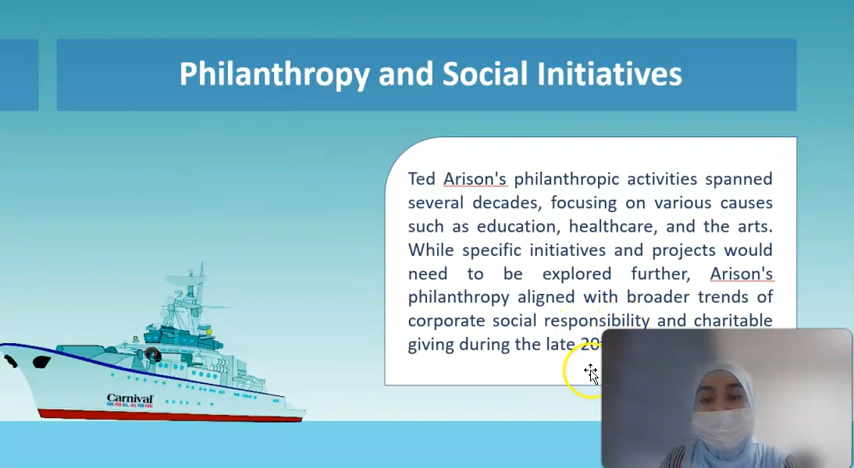 Philanthropy and Social Initiatives
Ted Arison's philanthropic activities spanned
several decades, focusing on various causes
such as education, healthcare, and the arts.
While specific initiatives and projects would
need to be explored further, Arison's
philanthropy aligned with broader trends of
corporate social responsibility and charitable
giving during the late
Carnival